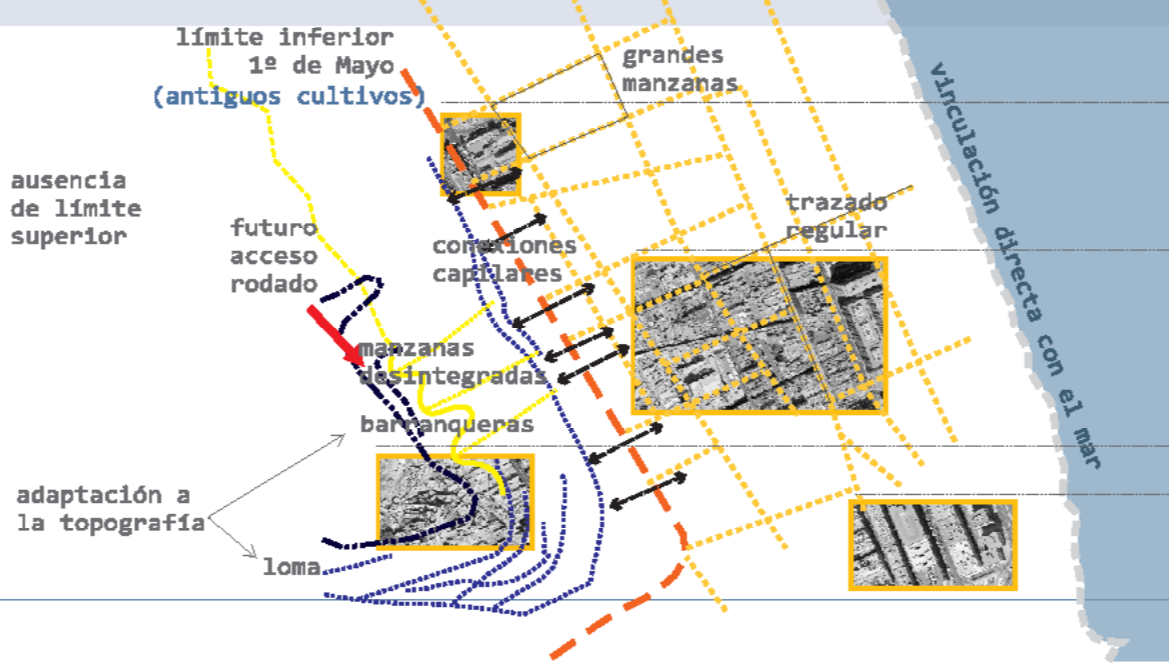 límite inferior
1º de Mayo
(antiguos cultivos)
grandes
manzanas
vinculación directa con el mar
ausencia
de límite
superior
futuro
acceso
rodado
conexiones
capilares
trazado
regular
manzanas
desintegradas
barranqueras
adaptación a
la topografía
loma